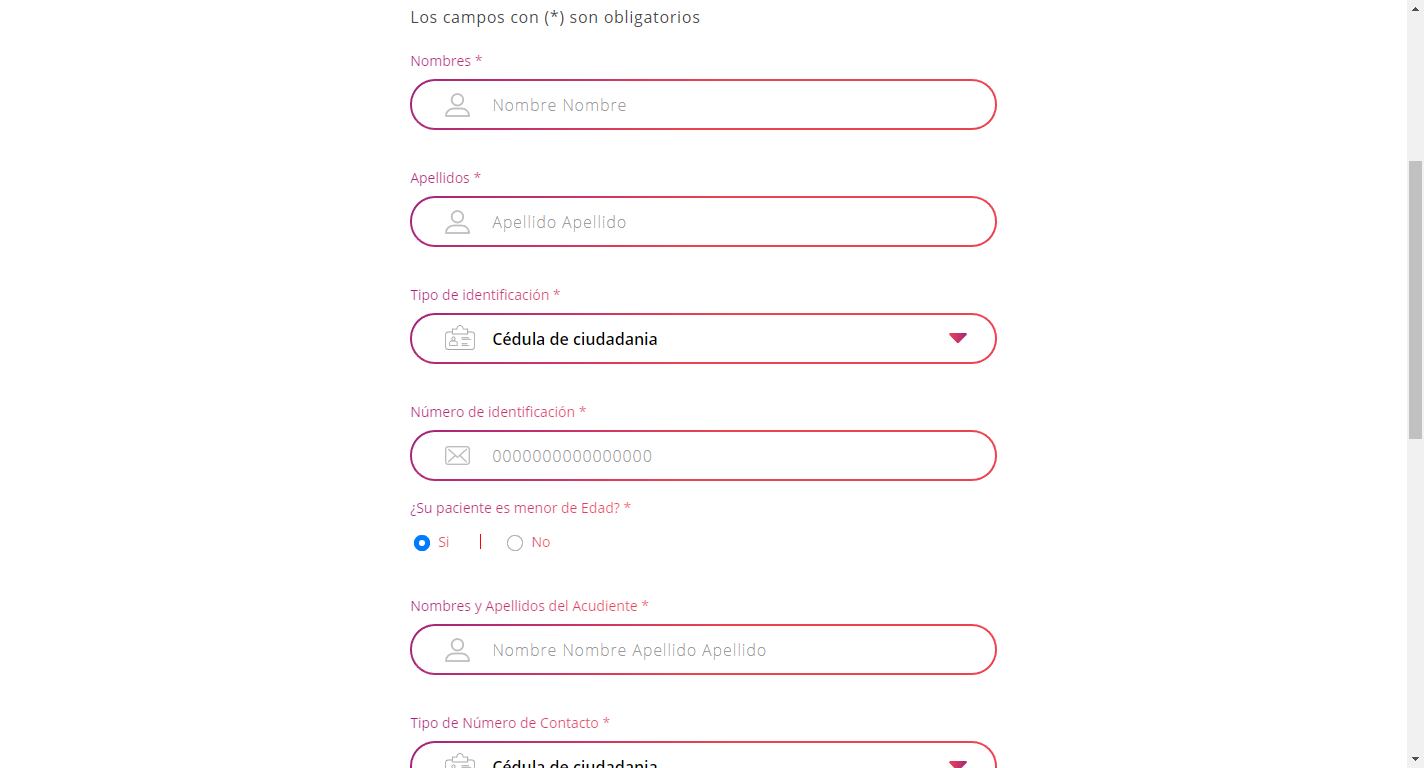 Los campos con (*) son obligatorios
Nombres *
Nombre Nombre
Apellidos *
Apellido Apellido
Tipo de identificación *
Cédula de ciudadania
Número de identificación *
0000000000000000
¿Su paciente es menor de Edad? *
Si | No
Nombres y Apellidos del Acudiente *
Nombre Nombre Apellido Apellido
Tipo de Número de Contacto *
Cédula de ciudadania